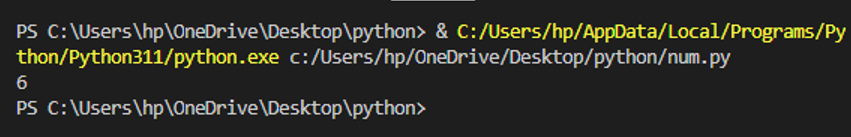 PS C:\Users\hp\OneDrive\Desktop\python> & C:/Users/hp/AppData/Local/Programs/Py
thon/Python311/python.exe c:/Users/hp/OneDrive/Desktop/python/num.py
6
PS C:\Users\hp\OneDrive\Desktop\python>